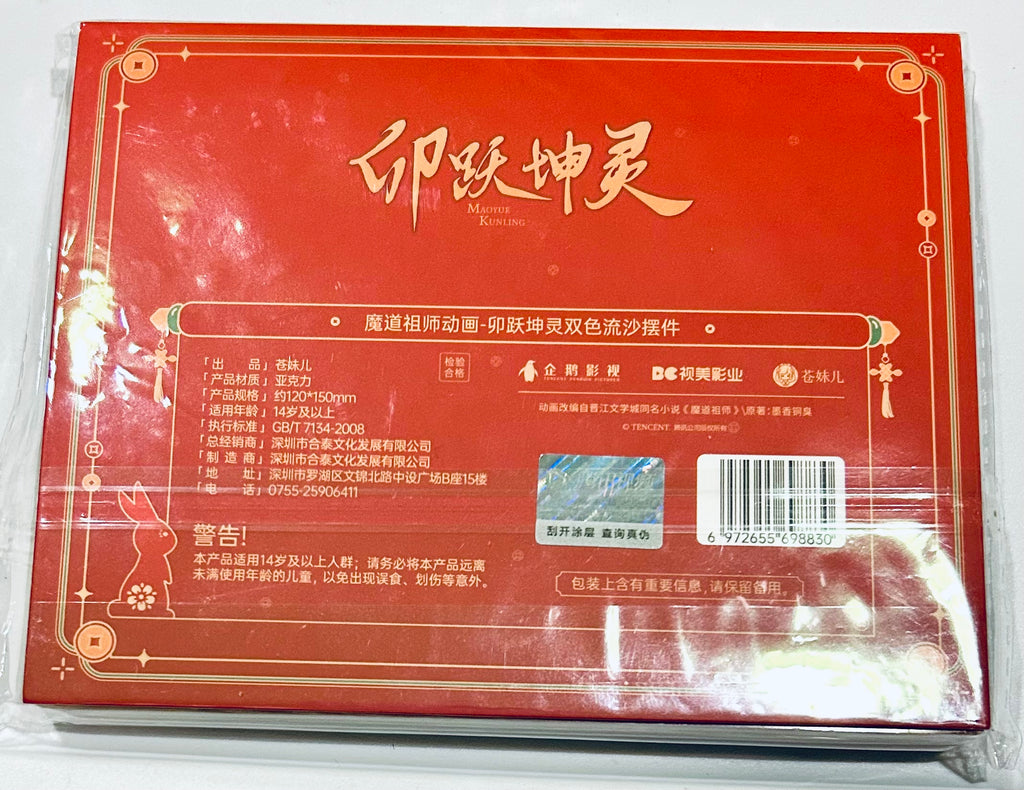 卯跃坤灵
MAOYUE
KUNLING
魔道祖师动画-卯跃坤灵双色流沙摆件
「出 品」苍妹儿
「产品材质」亚克力
「产品规格」约120*150mm
「适用年龄」14岁及以上
「执行标准」GB/T 7134-2008
「总经销商」深圳市合泰文化发展有限公司
「制 造 商」深圳市合泰文化发展有限公司
「地 址」深圳市罗湖区文锦北路中设广场B座15楼
「电 话」0755-25906411
检验
合格
企鹅影视
TENCENT PENGUIN PICTURES
BC视美影业
苍妹儿
动画改编自晋江文学城同名小说《魔道祖师》\原著:墨香铜臭
© TENCENT. 腾讯公司版权所有
刮开涂层 查询真伪
6 972655 698830
警告!
本产品适用14岁及以上人群；请务必将本产品远离
未满使用年龄的儿童，以免出现误食、划伤等意外。
包装上含有重要信息，请保留备用。